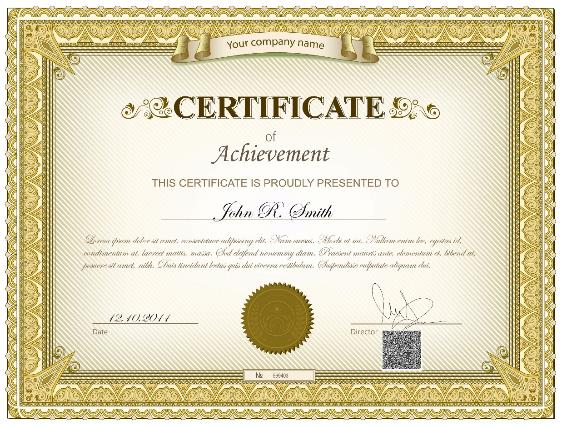 Your company name
CERTIFICATE
of
Achievement
THIS CERTIFICATE IS PROUDLY PRESENTED TO
John R. Smith
Lorem ipsum dolor sit amet, consectetuer adipiscing elit. Nam cursus. Morbi ut mi. Nullam enim leo, egestas id,
condimentum at, laoreet mattis, massa. Sed eleifend nonummy diam. Praesent mauris ante, elementum et, bibend at,
posuere sit amet, nibh. Duis tincidunt lectus quis dui viverra vestibulum. Suspendisse vulputate aliquam dui.
12.10.2011
Date
Director
№